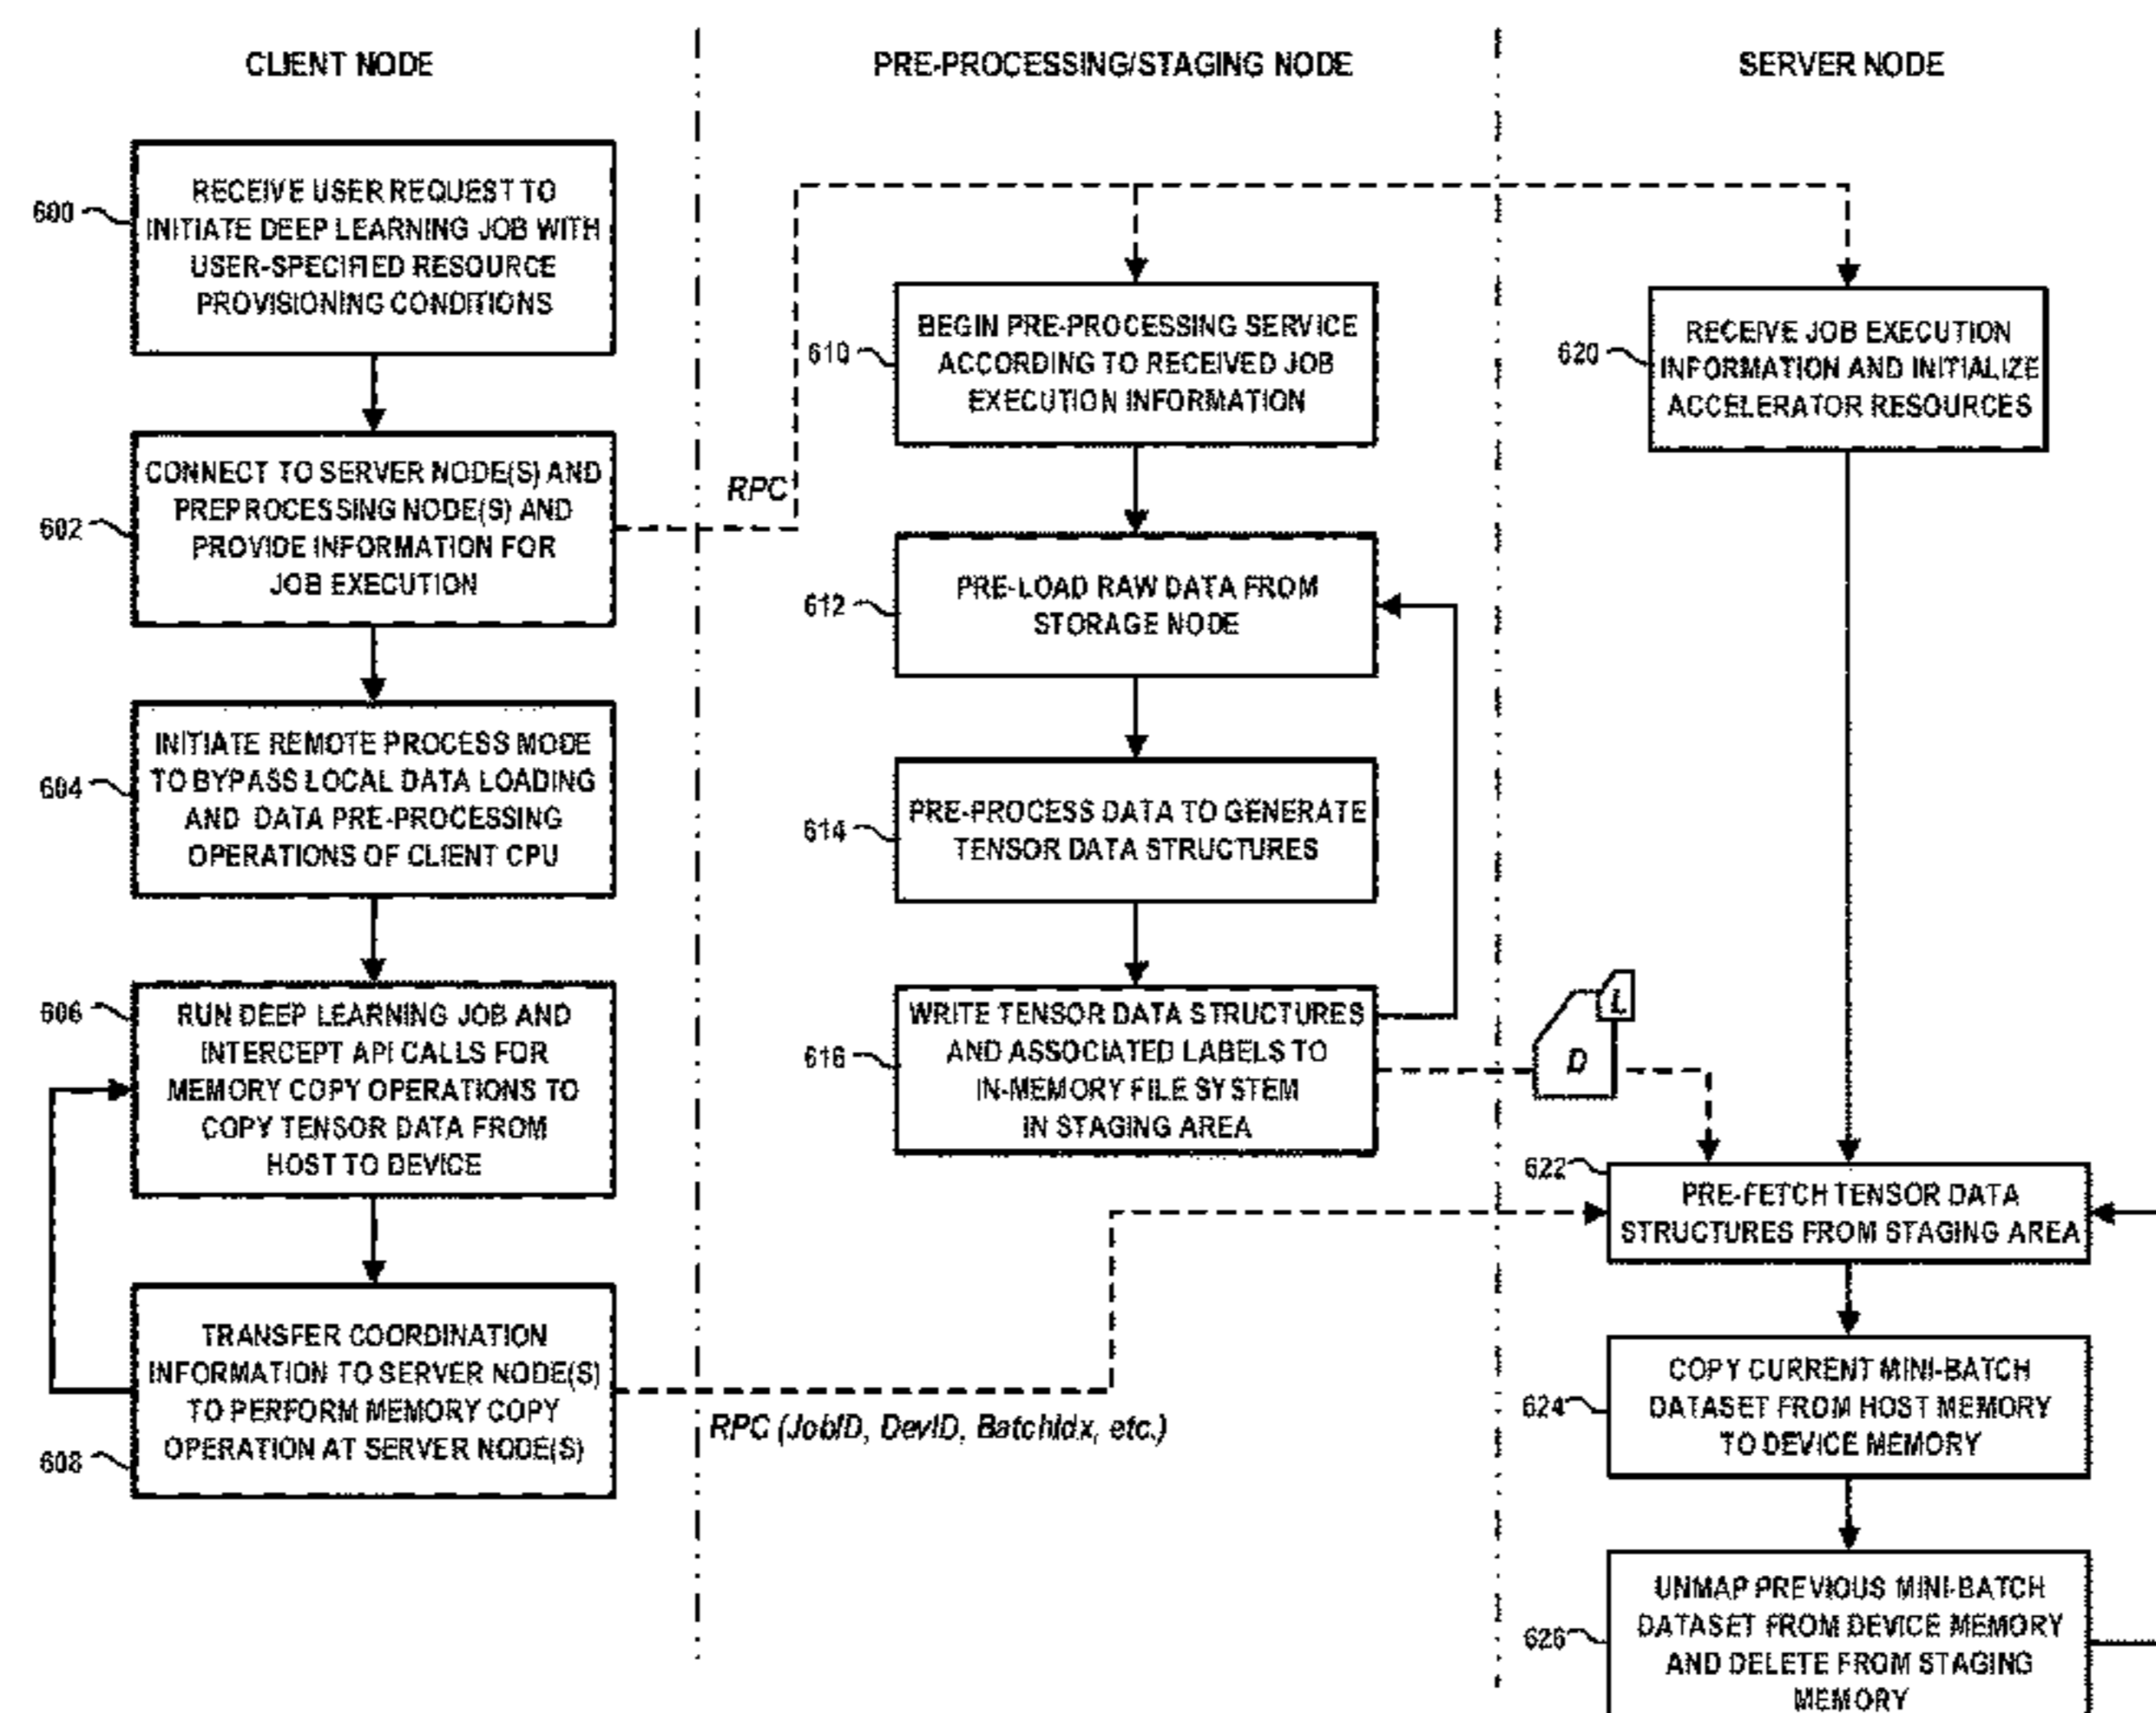 CLIENT NODE
600
RECEIVE USER REQUEST TO
INITIATE DEEP LEARNING JOB WITH
USER-SPECIFIED RESOURCE
PROVISIONING CONDITIONS
602
CONNECT TO SERVER NODE(S) AND
PREPROCESSING NODE(S) AND
PROVIDE INFORMATION FOR
JOB EXECUTION
RPC
604
INITIATE REMOTE PROCESS MODE
TO BYPASS LOCAL DATA LOADING
AND DATA PRE-PROCESSING
OPERATIONS OF CLIENT CPU
606
RUN DEEP LEARNING JOB AND
INTERCEPT API CALLS FOR
MEMORY COPY OPERATIONS TO
COPY TENSOR DATA FROM
HOST TO DEVICE
608
TRANSFER COORDINATION
INFORMATION TO SERVER NODE(S)
TO PERFORM MEMORY COPY
OPERATION AT SERVER NODE(S)
RPC (JobID, DevID, BatchIdx, etc.)
PRE-PROCESSING/STAGING NODE
610
BEGIN PRE-PROCESSING SERVICE
ACCORDING TO RECEIVED JOB
EXECUTION INFORMATION
612
PRE-LOAD RAW DATA FROM
STORAGE NODE
614
PRE-PROCESS DATA TO GENERATE
TENSOR DATA STRUCTURES
616
WRITE TENSOR DATA STRUCTURES
AND ASSOCIATED LABELS TO
IN-MEMORY FILE SYSTEM
IN STAGING AREA
L
D
SERVER NODE
620
RECEIVE JOB EXECUTION
INFORMATION AND INITIALIZE
ACCELERATOR RESOURCES
622
PRE-FETCH TENSOR DATA
STRUCTURES FROM STAGING AREA
624
COPY CURRENT MINI-BATCH
DATASET FROM HOST MEMORY
TO DEVICE MEMORY
626
UNMAP PREVIOUS MINI-BATCH
DATASET FROM DEVICE MEMORY
AND DELETE FROM STAGING
MEMORY